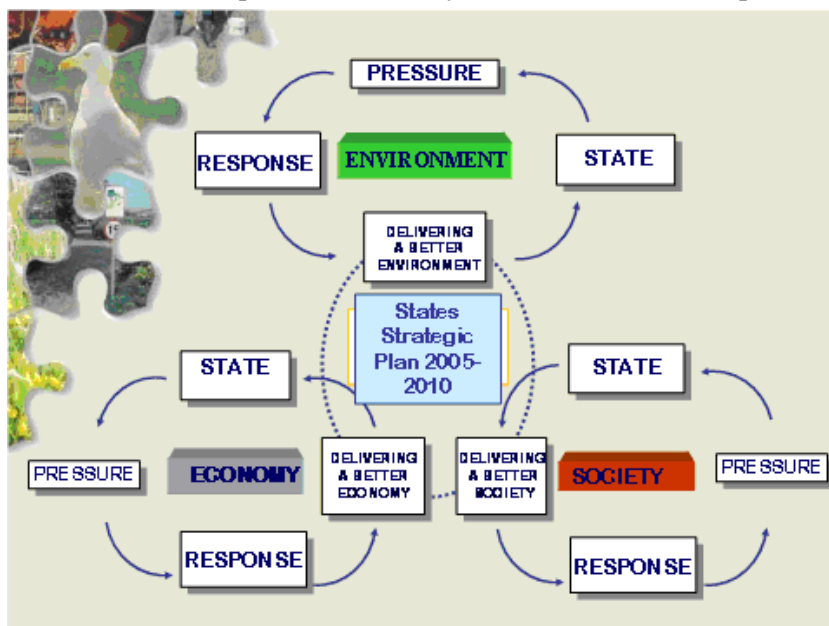 PRESSURE
RESPONSE
ENVIRONMENT
STATE
DELIVERING
A BETTER
ENVIRONMENT
States
Strategic
Plan 2005-
2010
STATE
STATE
PRESSURE
ECONOMY
DELIVERING
A BETTER
ECONOMY
DELIVERING
A BETTER
SOCIETY
SOCIETY
PRESSURE
RESPONSE
RESPONSE